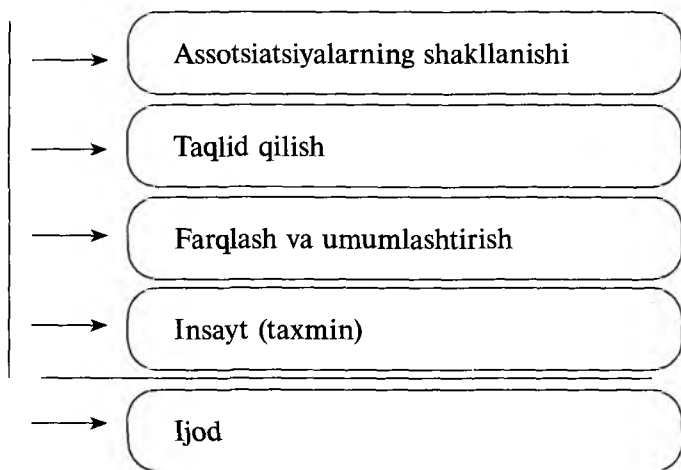 Assotsiatsiyalarning shakllanishi
Taqlid qilish
Farqlash va umumlashtirish
Insayt (taxmin)
Ijod